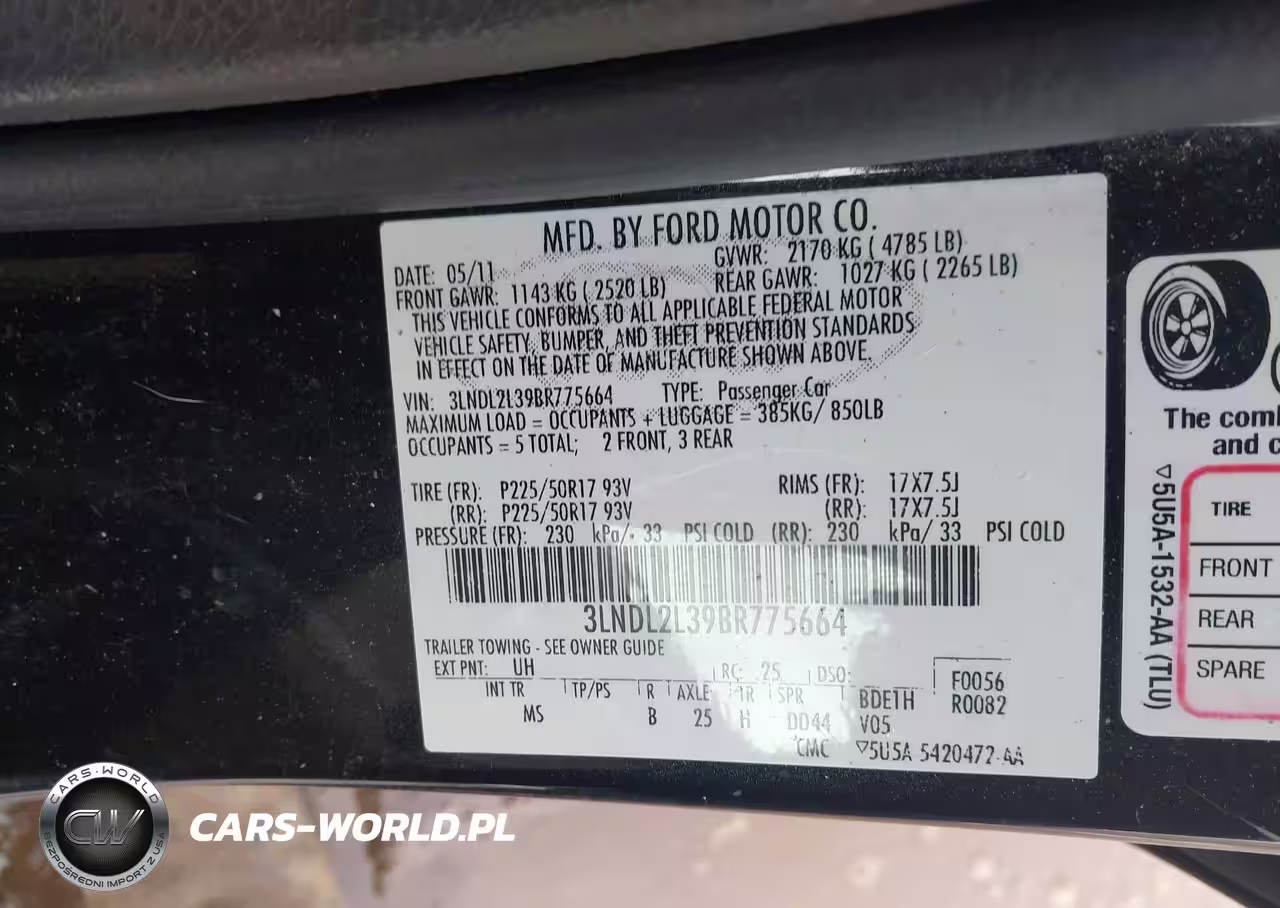 MFD. BY FORD MOTOR CO.
DATE: 05/11 GVWR: 2170 KG ( 4785 LB)
FRONT GAWR: 1143 KG ( 2520 LB) REAR GAWR: 1027 KG ( 2265 LB)
THIS VEHICLE CONFORMS TO ALL APPLICABLE FEDERAL MOTOR
VEHICLE SAFETY, BUMPER, AND THEFT PREVENTION STANDARDS
IN EFFECT ON THE DATE OF MANUFACTURE SHOWN ABOVE.
VIN: 3LNDL2L39BR775664 TYPE: Passenger Car
MAXIMUM LOAD = OCCUPANTS + LUGGAGE = 385KG/ 850LB
OCCUPANTS = 5 TOTAL; 2 FRONT, 3 REAR
TIRE (FR): P225/50R17 93V RIMS (FR): 17X7.5J
(RR): P225/50R17 93V (RR): 17X7.5J
PRESSURE (FR): 230 kPa/ 33 PSI COLD (RR): 230 kPa/ 33 PSI COLD
3LNDL2L39BR775664
TRAILER TOWING - SEE OWNER GUIDE
EXT PNT: UH RC: 25 DSO: F0056
INT TR TP/PS R AXLE TR SPR BDETH R0082
MS B 25 H DD44 V05
CMC ▽5U5A 5420472-AA
The com
and c
▽5U5A-1532-AA (TLU)
TIRE
FRONT
REAR
SPARE
CARS-WORLD
CW
BEZPOŚREDNI IMPORT Z USA
CARS-WORLD.PL